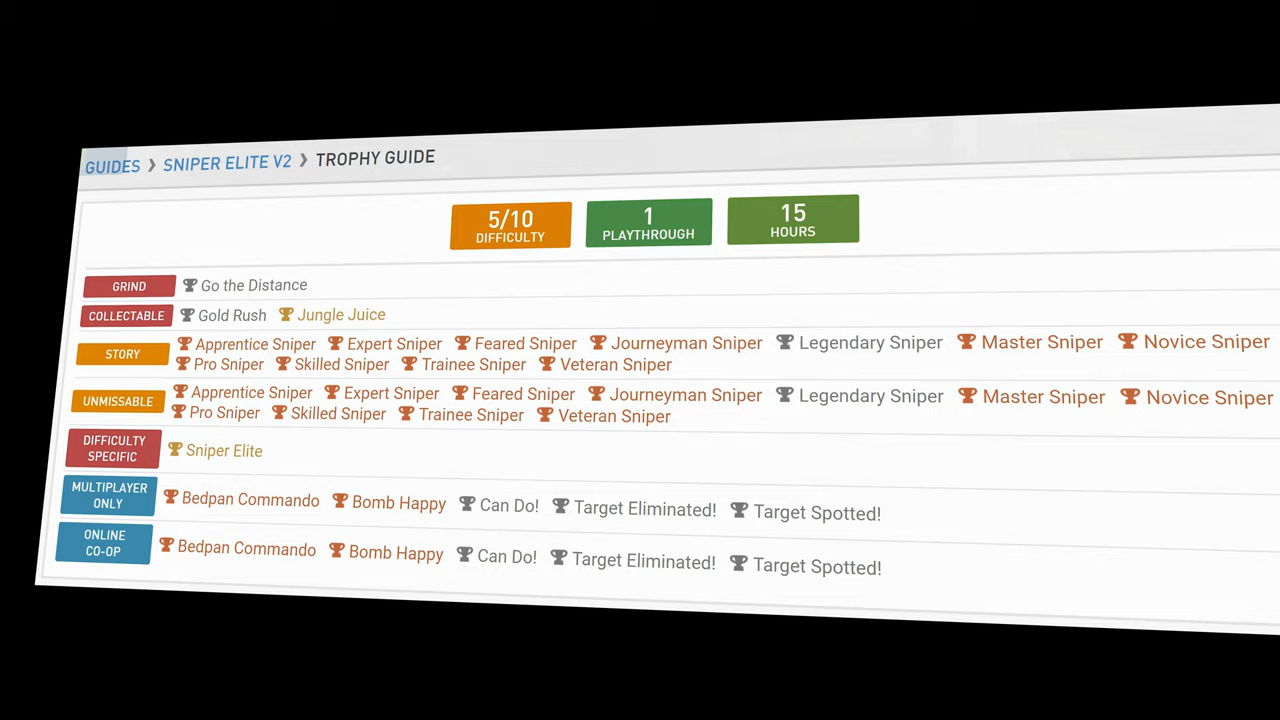 GUIDES > SNIPER ELITE V2 > TROPHY GUIDE
5/10 DIFFICULTY
1 PLAYTHROUGH
15 HOURS
GRIND Go the Distance
COLLECTABLE Gold Rush Jungle Juice
STORY Apprentice Sniper Expert Sniper Feared Sniper Journeyman Sniper Legendary Sniper Master Sniper Novice Sniper
Pro Sniper Skilled Sniper Trainee Sniper Veteran Sniper
UNMISSABLE Apprentice Sniper Expert Sniper Feared Sniper Journeyman Sniper Legendary Sniper Master Sniper Novice Sniper
Pro Sniper Skilled Sniper Trainee Sniper Veteran Sniper
DIFFICULTY SPECIFIC Sniper Elite
MULTIPLAYER ONLY Bedpan Commando Bomb Happy Can Do! Target Eliminated! Target Spotted!
ONLINE CO-OP Bedpan Commando Bomb Happy Can Do! Target Eliminated! Target Spotted!